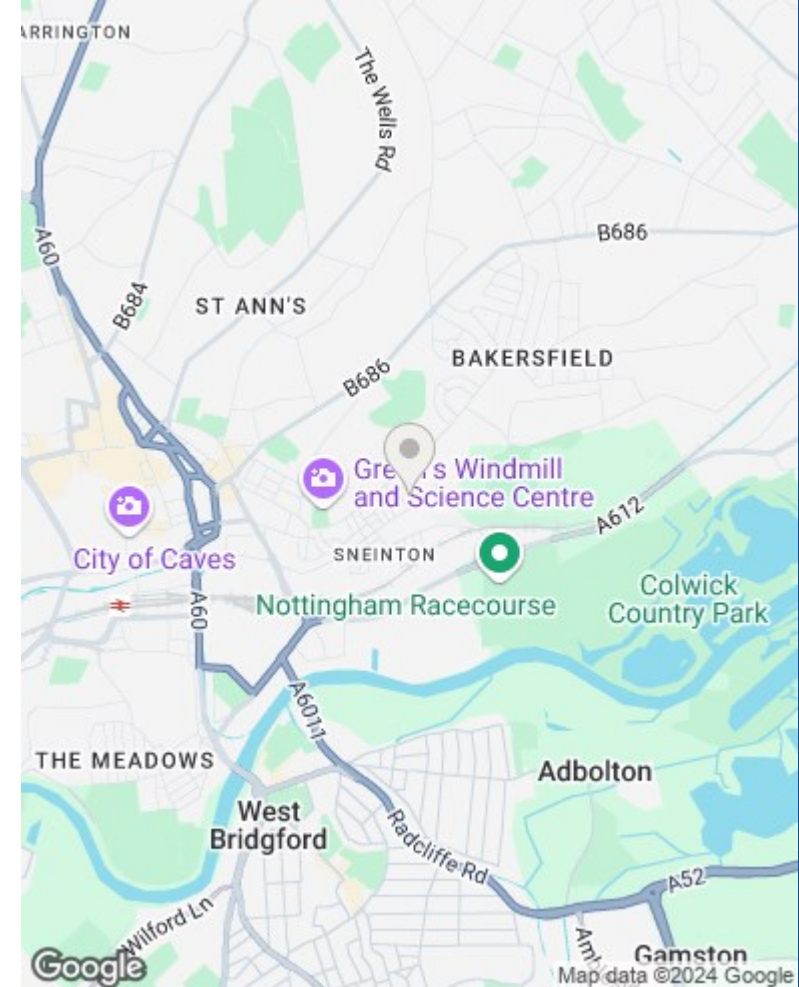 ARRINGTON
The Wells Rd
A60
B686
B684
ST ANN'S
BAKERSFIELD
B686
Green's Windmill
and Science Centre
A612
City of Caves
SNEINTON
Colwick
Country Park
Nottingham Racecourse
A60
A6011
THE MEADOWS
Adbolton
West
Bridgford
Radcliffe Rd
A52
Wilford Ln
Gamston
Google
Map data ©2024 Google